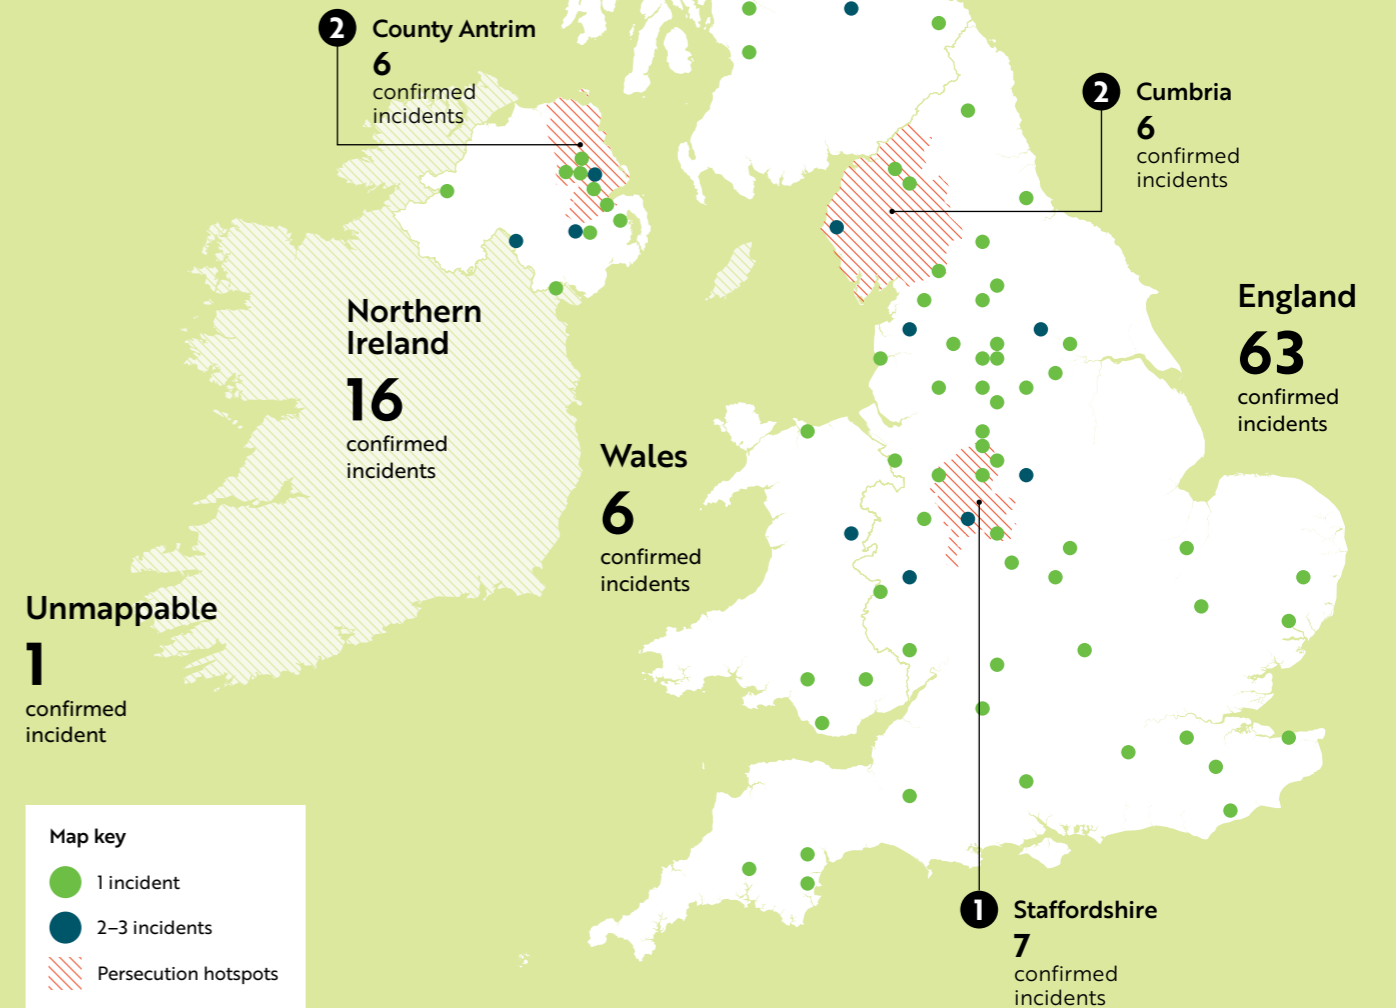 2 County Antrim
6
confirmed
incidents
2 Cumbria
6
confirmed
incidents
Northern
Ireland
16
confirmed
incidents
England
63
confirmed
incidents
Wales
6
confirmed
incidents
Unmappable
1
confirmed
incident
Map key
1 incident
2–3 incidents
Persecution hotspots
1 Staffordshire
7
confirmed
incidents